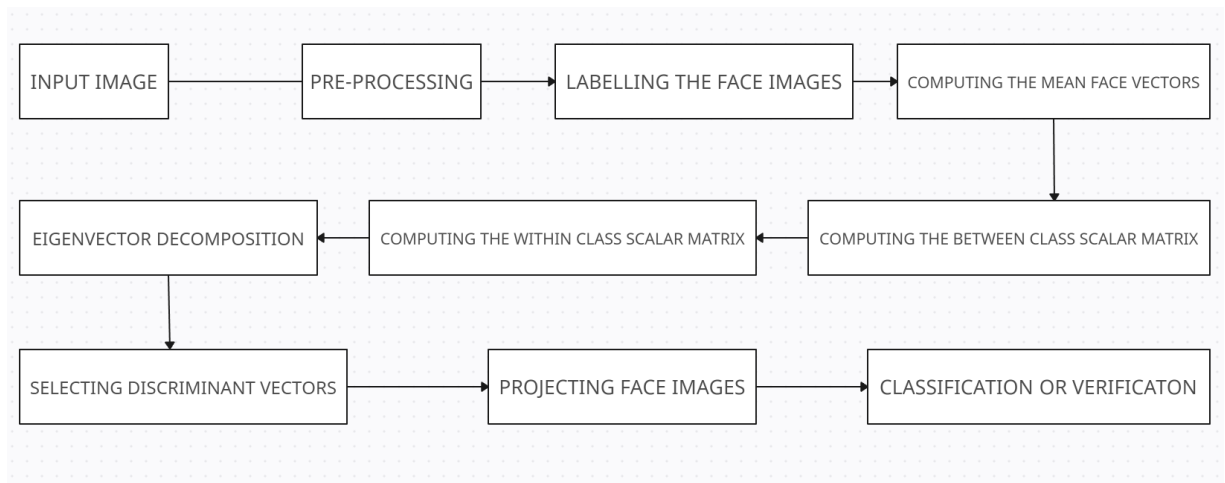 INPUT IMAGE
PRE-PROCESSING
LABELLING THE FACE IMAGES
COMPUTING THE MEAN FACE VECTORS
EIGENVECTOR DECOMPOSITION
COMPUTING THE WITHIN CLASS SCALAR MATRIX
COMPUTING THE BETWEEN CLASS SCALAR MATRIX
SELECTING DISCRIMINANT VECTORS
PROJECTING FACE IMAGES
CLASSIFICATION OR VERIFICATON